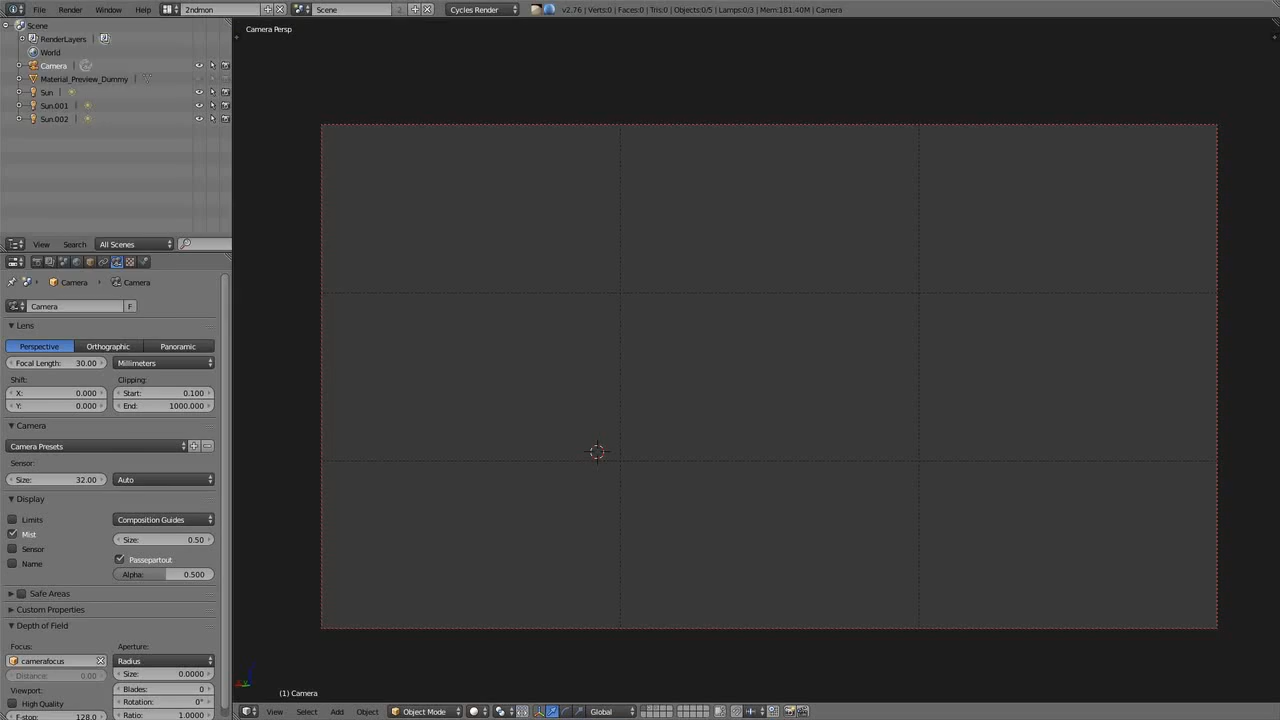 File Render Window Help 2ndmon Scene 2 Cycles Render v2.76 | Verts:0 | Faces:0 | Tris:0 | Objects:0/5 | Lamps:0/3 | Mem:181.40M | Camera
Scene
RenderLayers |
World
Camera |
Material_Preview_Dummy |
Sun |
Sun.001 |
Sun.002 |
View Search All Scenes
Camera Camera
Camera F
Lens
Perspective Orthographic Panoramic
Focal Length: 30.00 Millimeters
Shift: Clipping:
X: 0.000 Start: 0.100
Y: 0.000 End: 1000.000
Camera
Camera Presets
Sensor:
Size: 32.00 Auto
Display
Limits Composition Guides
Mist Size: 0.50
Sensor Passepartout
Name Alpha: 0.500
Safe Areas
Custom Properties
Depth of Field
Focus: Aperture:
camerafocus Radius
Distance: 0.00 Size: 0.0000
Viewport: Blades: 0
High Quality Rotation: 0°
F-stop: 128.0 Ratio: 1.0000
Camera Persp
(1) Camera
View Select Add Object Object Mode Global